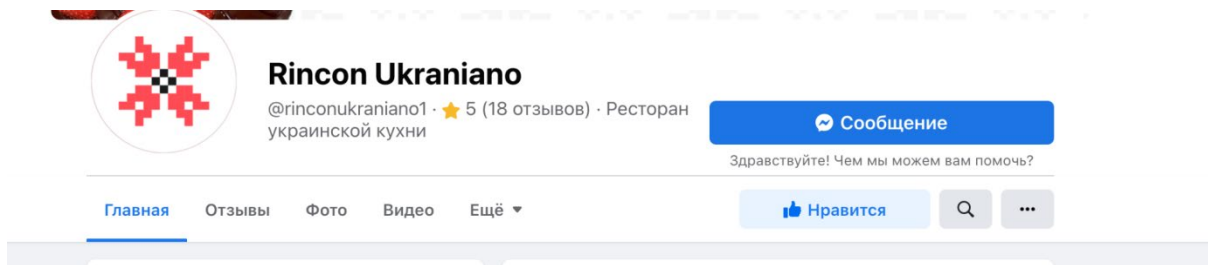 Rincon Ukraniano
@rinconukraniano1 · 5 (18 отзывов) · Ресторан
украинской кухни
Сообщение
Здравствуйте! Чем мы можем вам помочь?
Главная Отзывы Фото Видео Ещё
Нравится